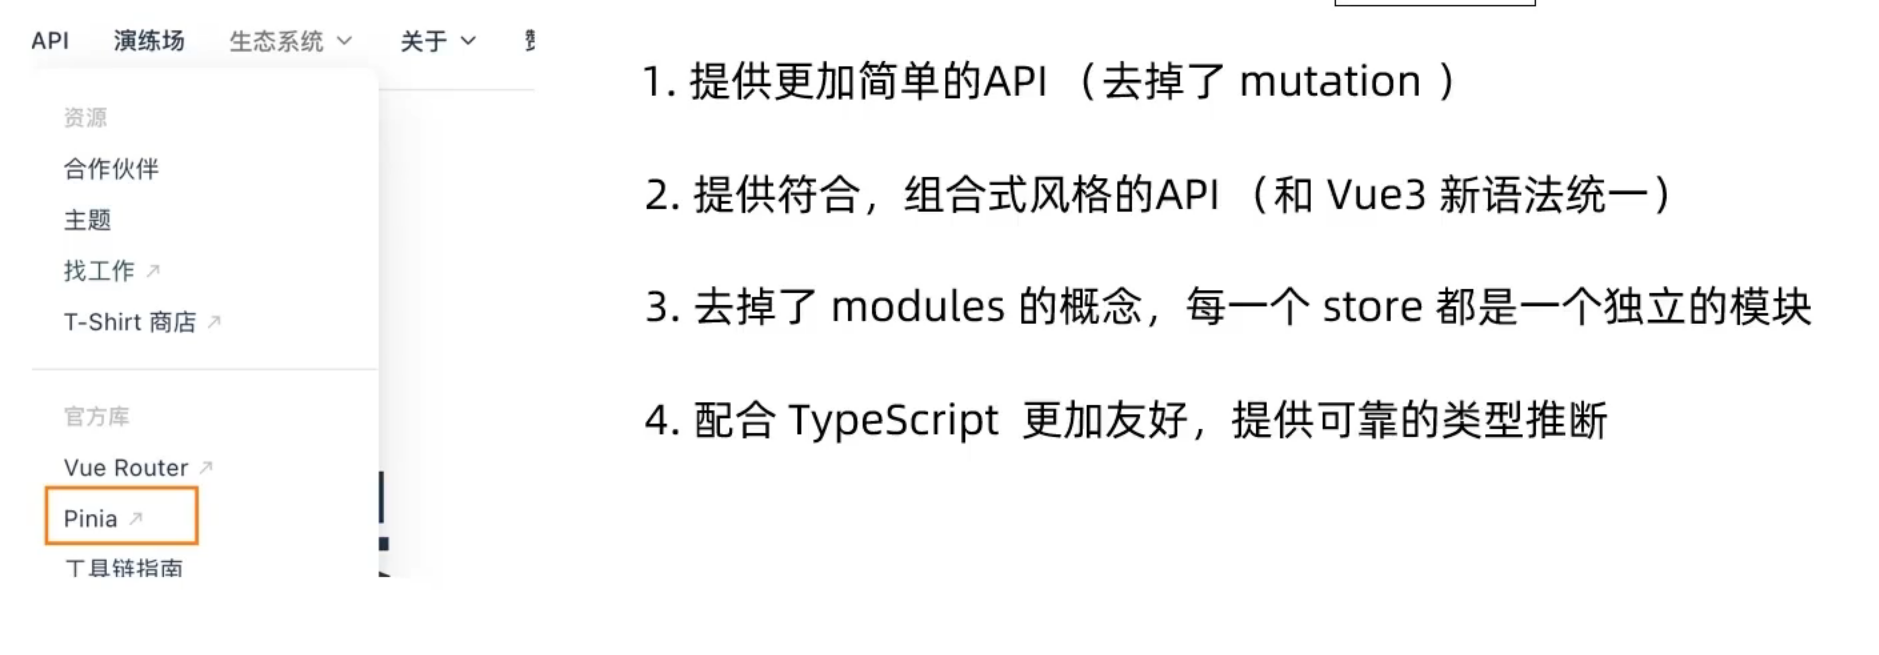 API 演练场 生态系统 关于
资源
合作伙伴
主题
找工作
T-Shirt 商店
官方库
Vue Router
Pinia
工具链指南
1. 提供更加简单的API （去掉了 mutation ）
2. 提供符合，组合式风格的API （和 Vue3 新语法统一）
3. 去掉了 modules 的概念，每一个 store 都是一个独立的模块
4. 配合 TypeScript 更加友好，提供可靠的类型推断